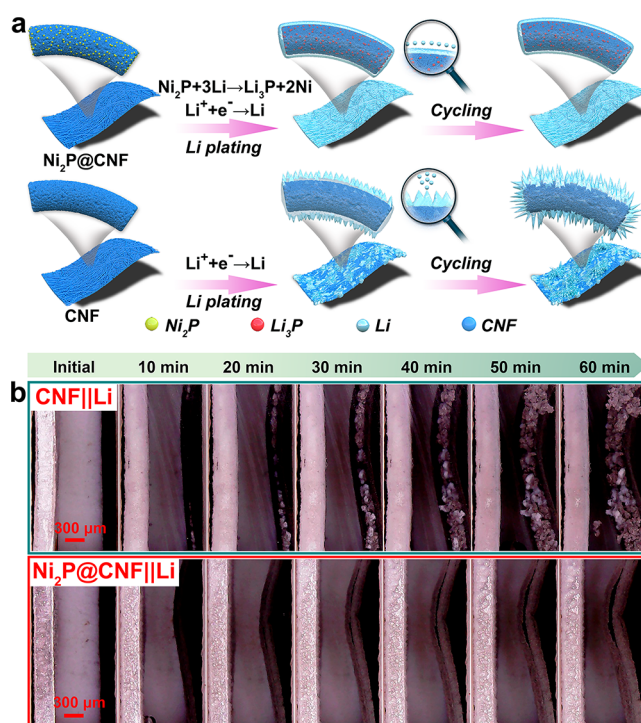 a
Ni₂P+3Li→Li₃P+2Ni
Li⁺+e⁻→Li
Cycling
Li plating
Ni₂P@CNF
Li⁺+e⁻→Li
Cycling
Li plating
CNF
Ni₂P
Li₃P
Li
CNF
Initial 10 min 20 min 30 min 40 min 50 min 60 min
b
CNF||Li
300 μm
Ni₂P@CNF||Li
300 μm